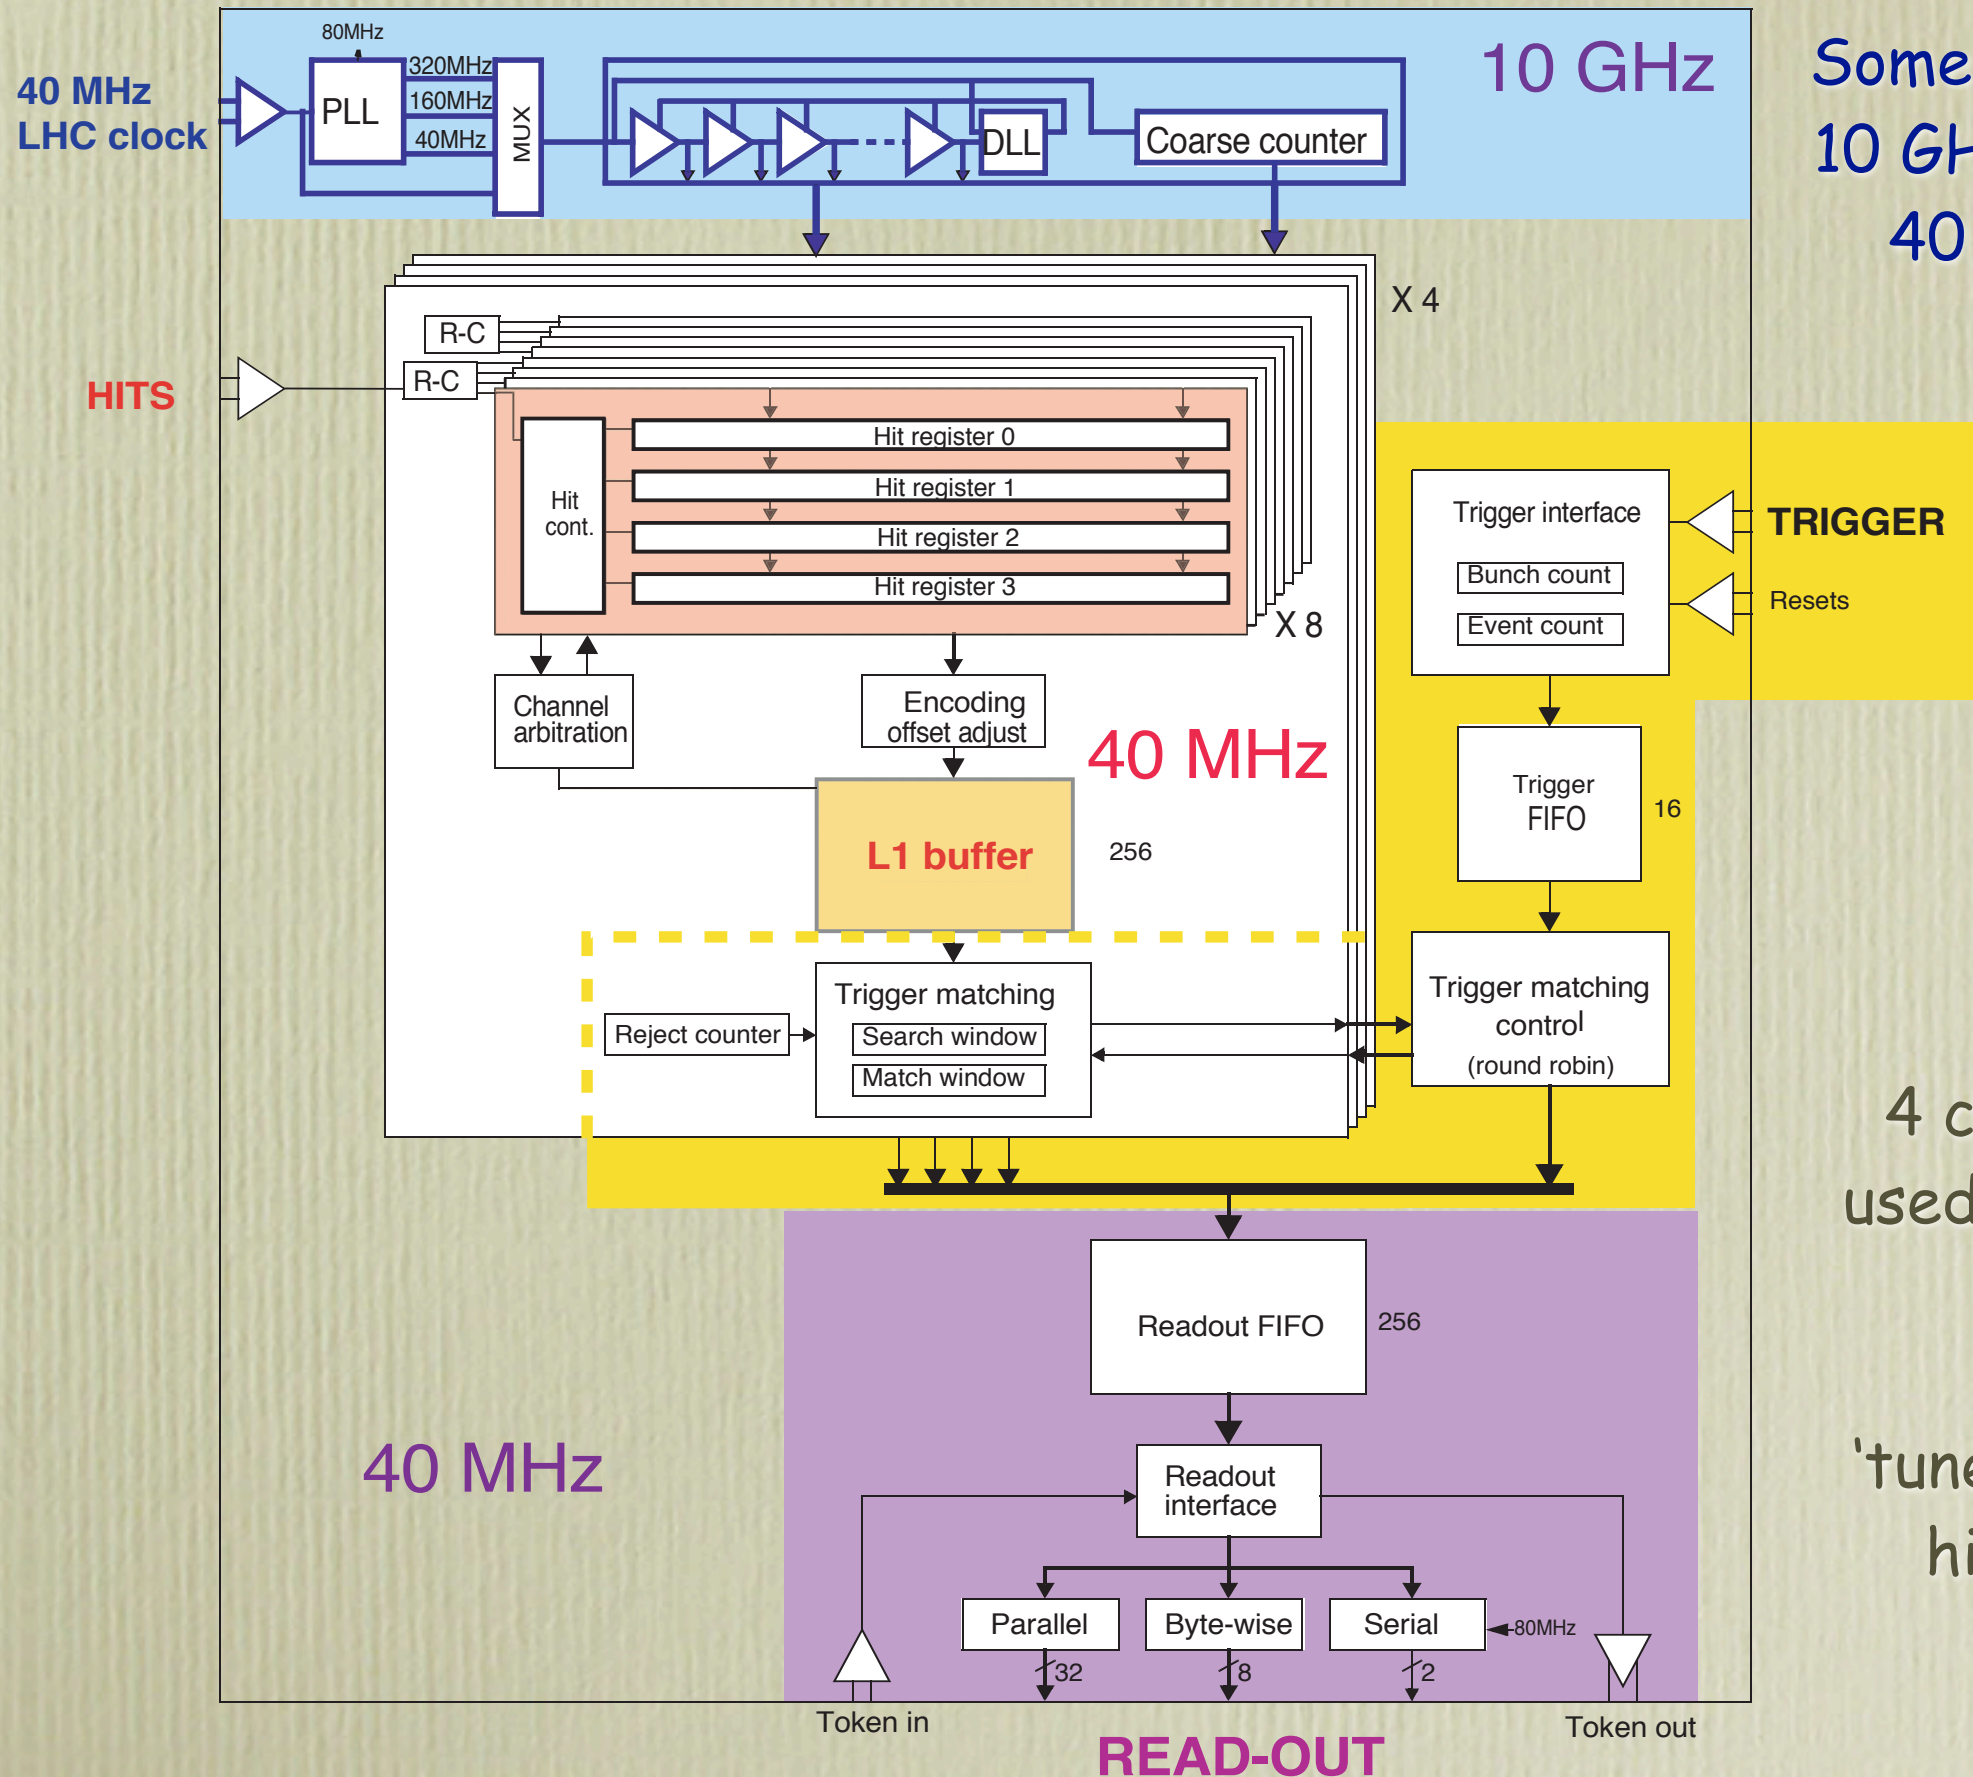 80MHz
10 GHz
Some
40 MHz
LHC clock
PLL
320MHz
160MHz
40MHz
MUX
DLL
Coarse counter
10
40
X 4
R-C
R-C
HITS
Hit register 0
Hit register 1
Hit register 2
Hit register 3
Hit
cont.
X 8
Trigger interface
Bunch count
Event count
TRIGGER
Resets
Channel
arbitration
Encoding
offset adjust
40 MHz
L1 buffer
256
Trigger
FIFO
16
Reject counter
Trigger matching
Search window
Match window
Trigger matching
control
(round robin)
4
used
Readout FIFO
256
40 MHz
Readout
interface
Parallel
Byte-wise
Serial
80MHz
32
8
2
Token in
Token out
READ-OUT